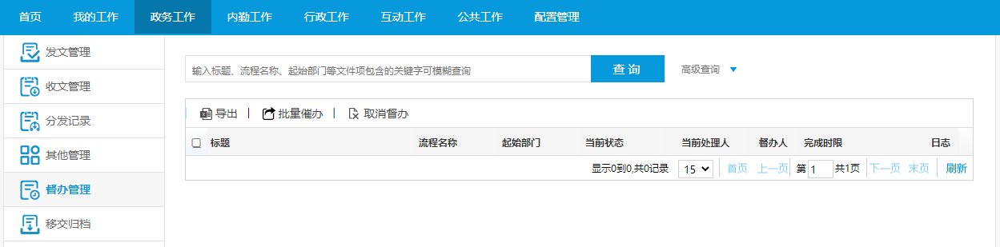 首页 我的工作 政务工作 内勤工作 行政工作 互动工作 公共工作 配置管理
发文管理
收文管理
分发记录
其他管理
督办管理
移交归档
输入标题、流程名称、起始部门等文件项包含的关键字可模糊查询 查 询 高级查询
导出 批量催办 取消督办
标题 流程名称 起始部门 当前状态 当前处理人 督办人 完成时限 日志
显示0到0,共0记录 15 首页 上一页 第 1 共1页 下一页 末页 刷新